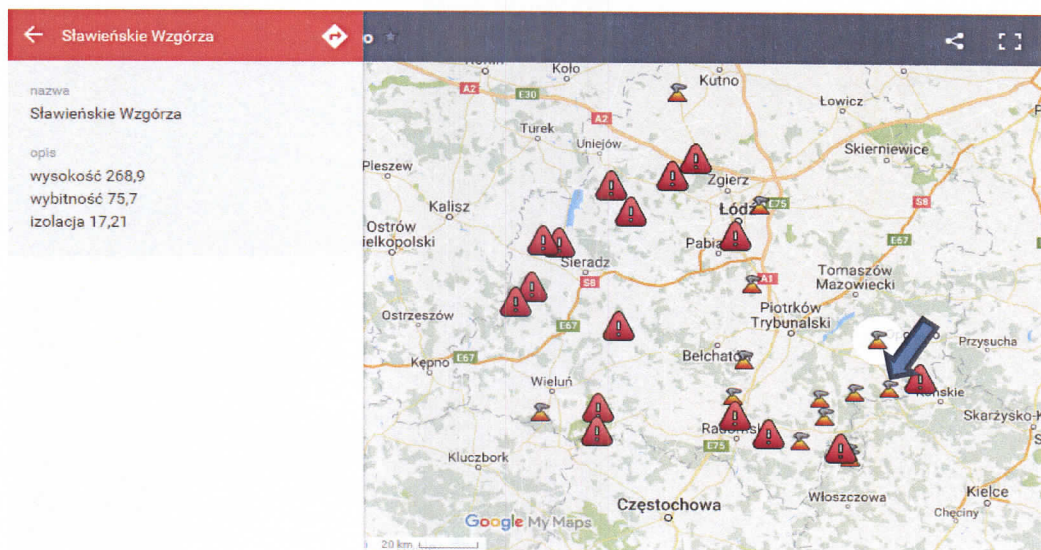 Sławieńskie Wzgórza
nazwa
Sławieńskie Wzgórza
opis
wysokość 268,9
wybitność 75,7
izolacja 17,21
o
Koło
Kutno
A2
E30
Łowicz
A2
Turek
Uniejów
Skierniewice
Pleszew
Zgierz
Kalisz
Łódź
E75
S8
Ostrów
ielkopolski
Pabia
E67
Sieradz
S8
A1
Tomaszów
Mazowiecki
Ostrzeszów
E67
Piotrków
Trybunalski
Przysucha
Kępno
E67
Bełcható
Wieluń
Końskie
Skarżysko-K
Radomsk
E75
Kluczbork
Włoszczowa
Kielce
Chęciny
Częstochowa
Google My Maps
20 km